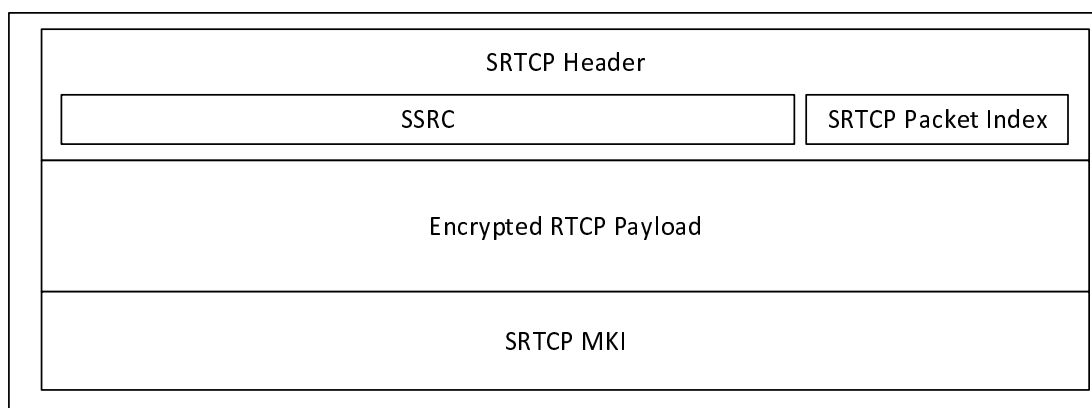 SRTCP Header
SSRC
SRTCP Packet Index
Encrypted RTCP Payload
SRTCP MKI